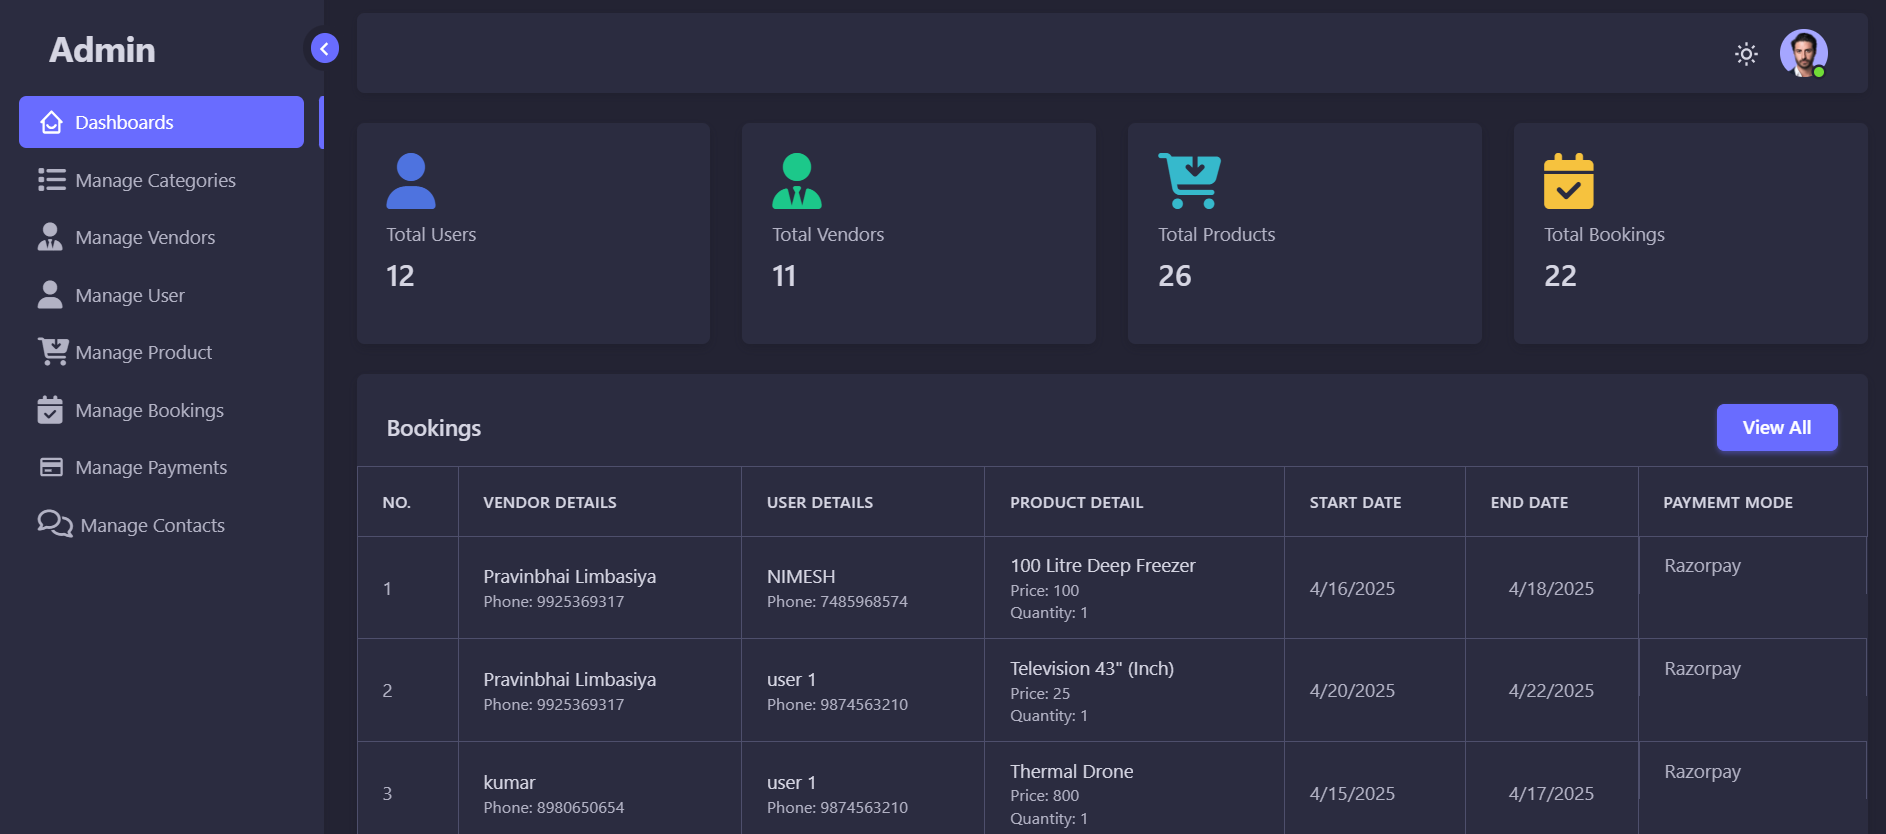 Admin
Dashboards
Manage Categories
Manage Vendors
Manage User
Manage Product
Manage Bookings
Manage Payments
Manage Contacts
Total Users
12
Total Vendors
11
Total Products
26
Total Bookings
22
Bookings
View All
NO. VENDOR DETAILS USER DETAILS PRODUCT DETAIL START DATE END DATE PAYMEMT MODE
1
Pravinbhai Limbasiya
Phone: 9925369317
NIMESH
Phone: 7485968574
100 Litre Deep Freezer
Price: 100
Quantity: 1
4/16/2025
4/18/2025
Razorpay
2
Pravinbhai Limbasiya
Phone: 9925369317
user 1
Phone: 9874563210
Television 43" (Inch)
Price: 25
Quantity: 1
4/20/2025
4/22/2025
Razorpay
3
kumar
Phone: 8980650654
user 1
Phone: 9874563210
Thermal Drone
Price: 800
Quantity: 1
4/15/2025
4/17/2025
Razorpay